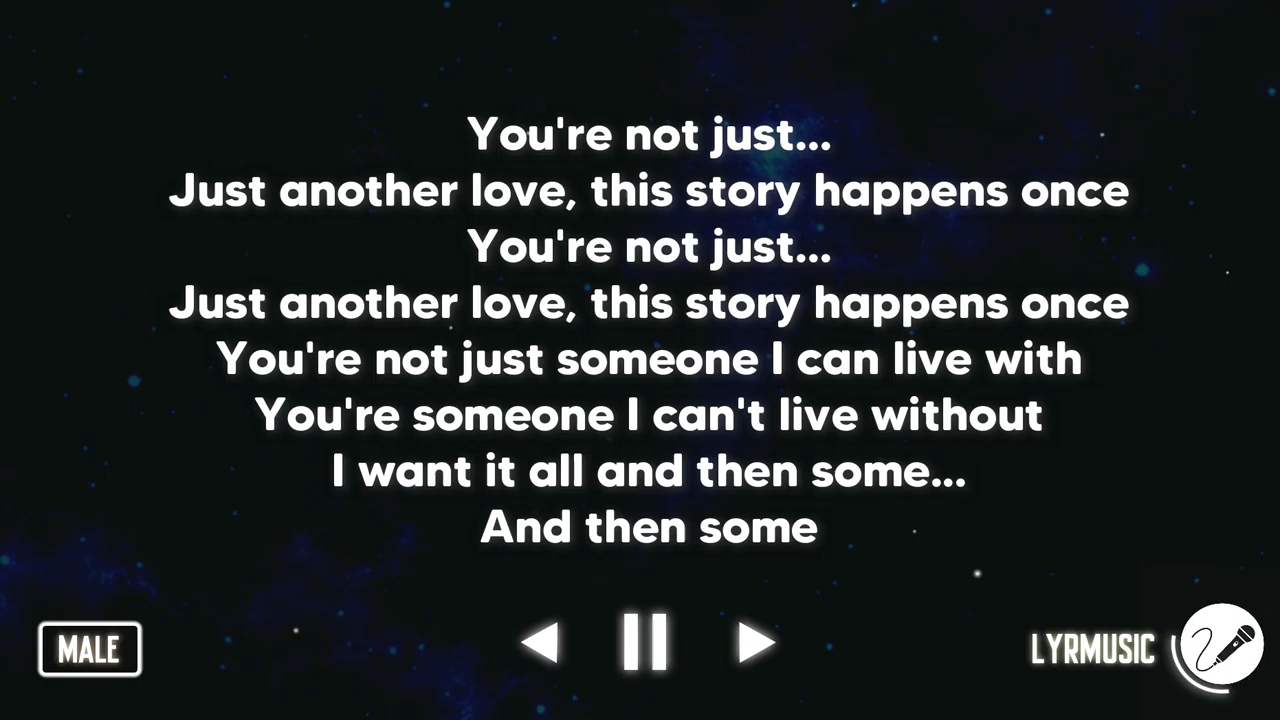 You're not just...
Just another love, this story happens once
You're not just...
Just another love, this story happens once
You're not just someone I can live with
You're someone I can't live without
I want it all and then some...
And then some
MALE
LYRMUSIC